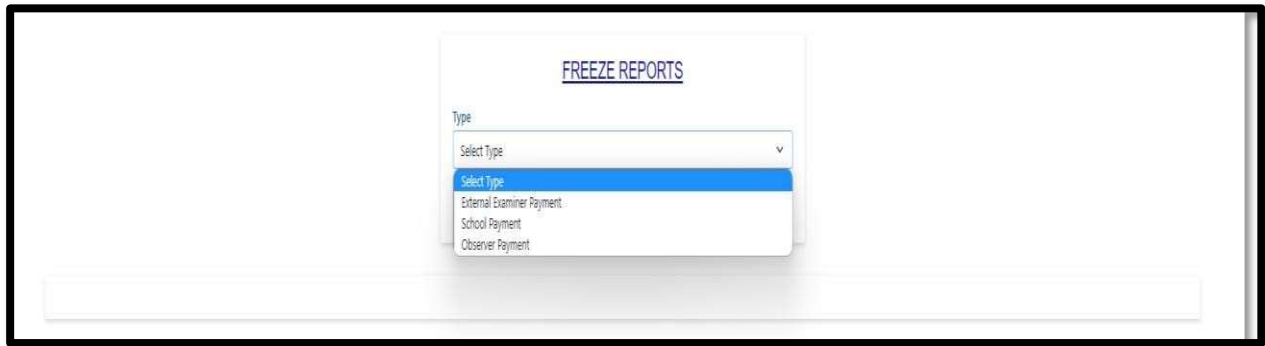 FREEZE REPORTS
Type
Select Type
Select Type
External Examiner Payment
School Payment
Observer Payment